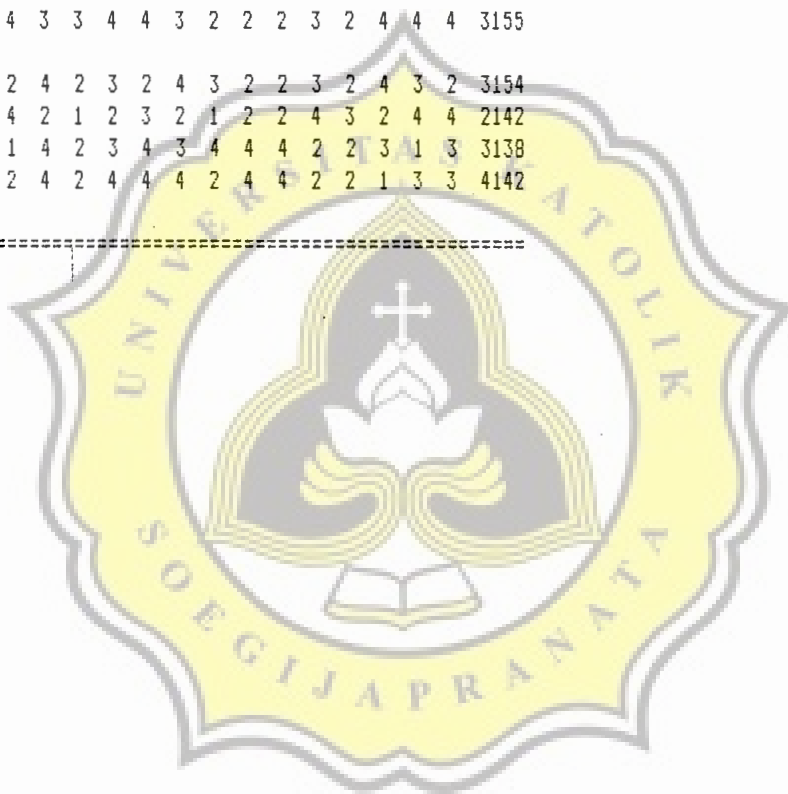 4 3 3 4 4 3 2 2 2 3 2 4 4 4 3155
2 4 2 3 2 4 3 2 2 3 2 4 3 2 3154
4 2 1 2 3 2 1 2 2 4 3 2 4 4 2142
1 4 2 3 4 3 4 4 4 2 2 3 1 3 3138
2 4 2 4 4 4 2 4 4 2 2 1 3 3 4142
UNIVERSITAS KATOLIK
SOEGIJAPRANATA